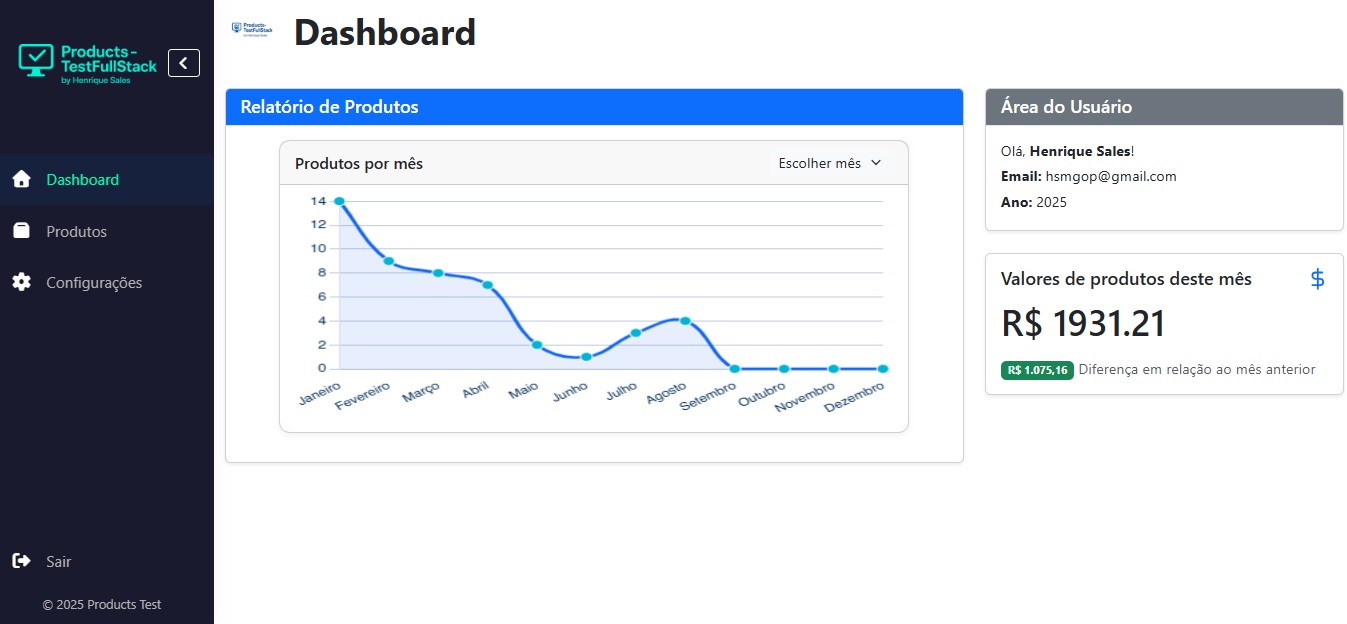 Products -
TestFullStack
by Henrique Sales
Dashboard
Produtos
Configurações
Sair
© 2025 Products Test
Products-
TestFullStack
Dashboard
Relatório de Produtos
Produtos por mês
Escolher mês
14
12
10
8
6
4
2
0
Janeiro
Fevereiro
Março
Abril
Maio
Junho
Julho
Agosto
Setembro
Outubro
Novembro
Dezembro
Área do Usuário
Olá, Henrique Sales!
Email: hsmgop@gmail.com
Ano: 2025
Valores de produtos deste mês
R$ 1931.21
R$ 1.075,16 Diferença em relação ao mês anterior